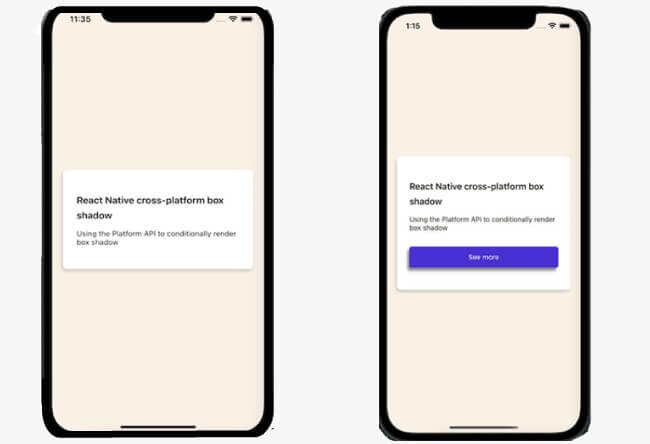 11:35
React Native cross-platform box
shadow
Using the Platform API to conditionally render
box shadow
1:15
React Native cross-platform box
shadow
Using the Platform API to conditionally render
box shadow
See more